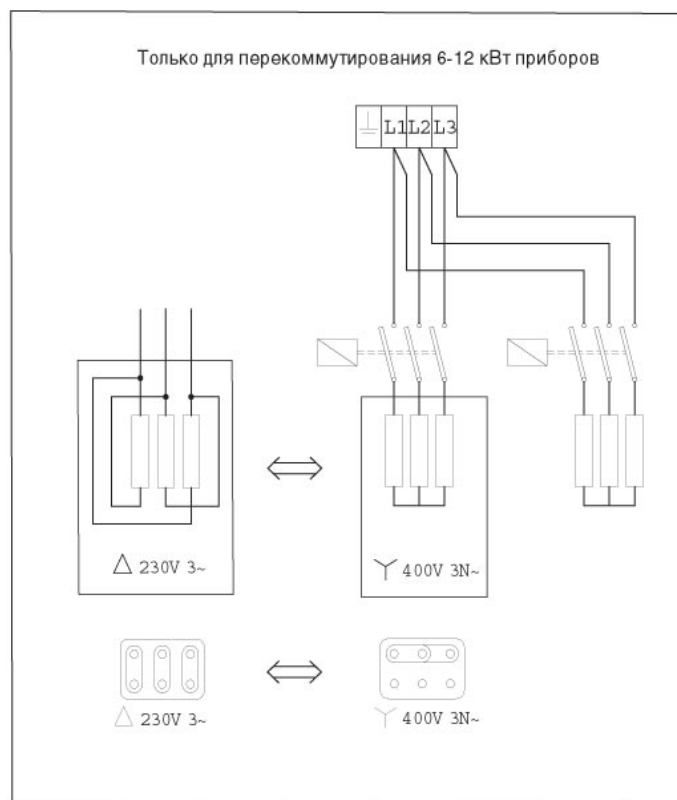 Только для перекоммутирования 6-12 кВт приборов
L1 L2 L3
△ 230V 3~
400V 3N~
△ 230V 3~
400V 3N~